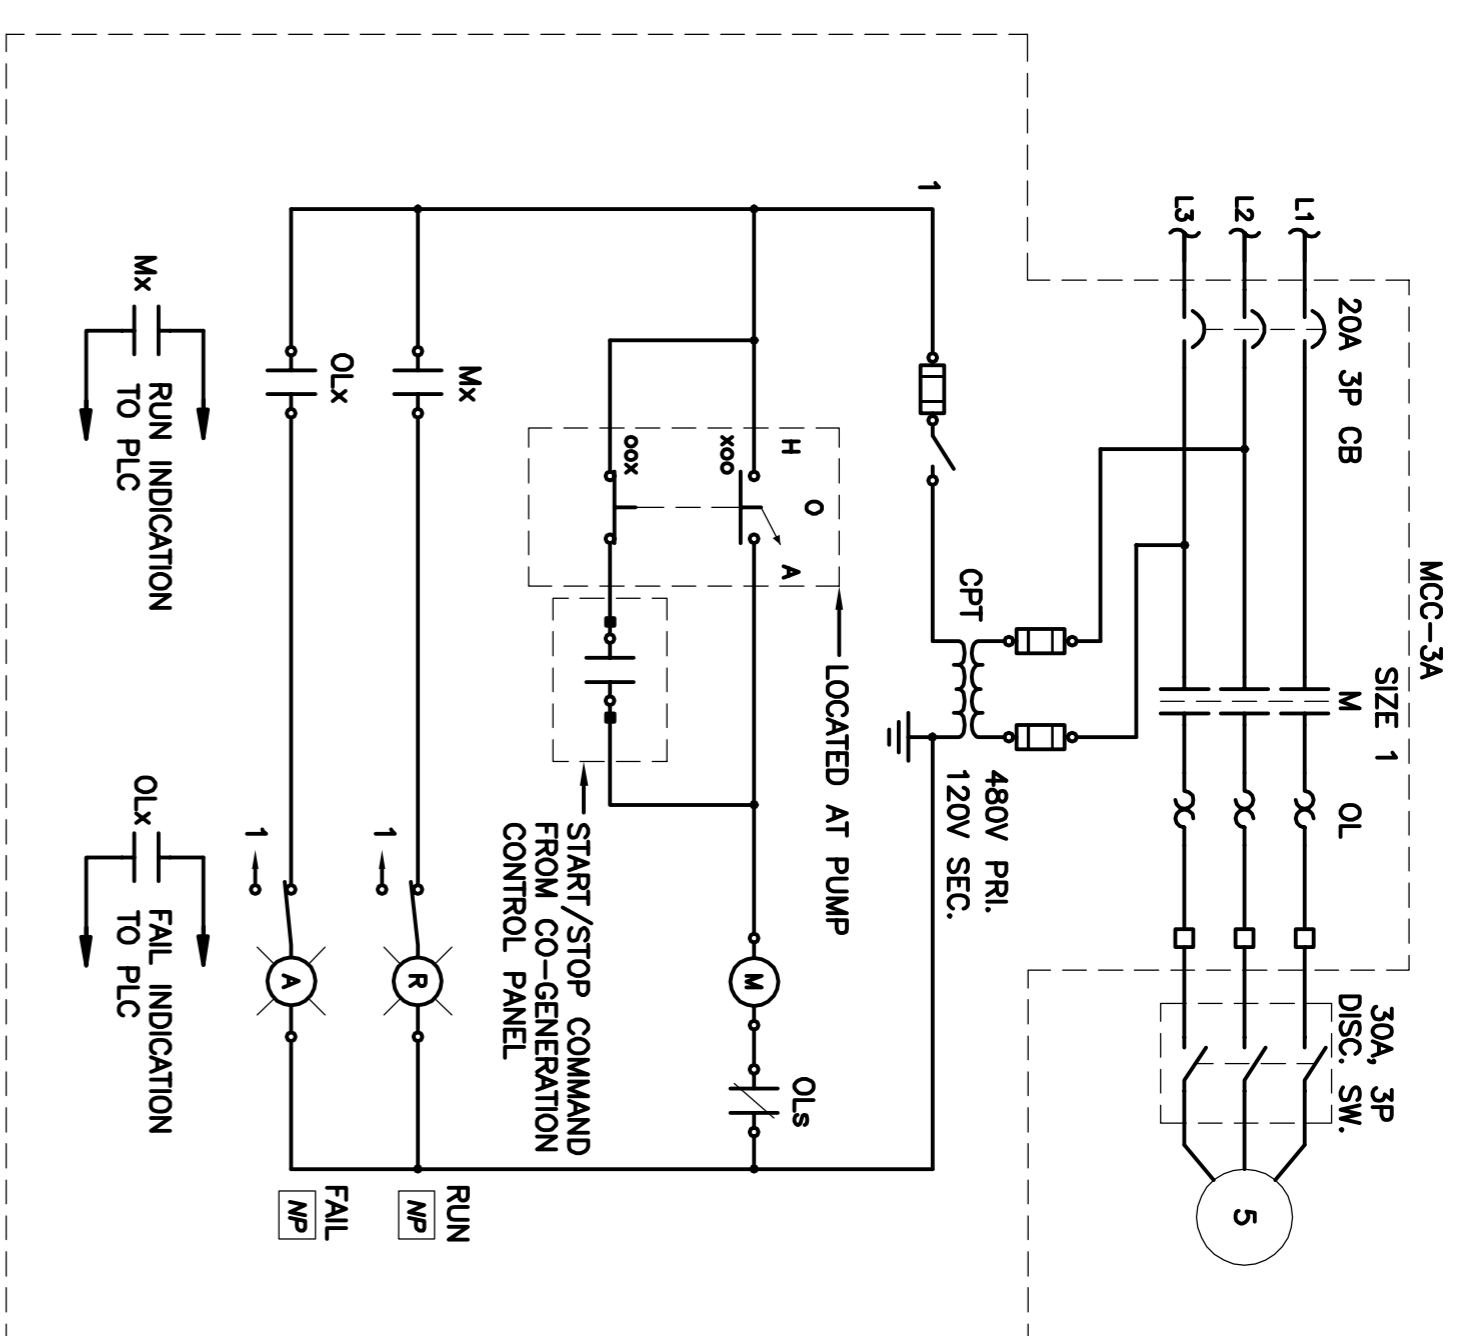 MCC-3A
SIZE 1
20A 3P CB
M
OL
30A, 3P
DISC. SW.
L1
L2
L3
5
480V PRI.
120V SEC.
CPT
1
LOCATED AT PUMP
H
O
A
XOO
OOX
M
OLs
START/STOP COMMAND
FROM CO-GENERATION
CONTROL PANEL
Mx
1
R
RUN
NP
OLx
1
A
FAIL
NP
Mx
RUN INDICATION
TO PLC
OLx
FAIL INDICATION
TO PLC